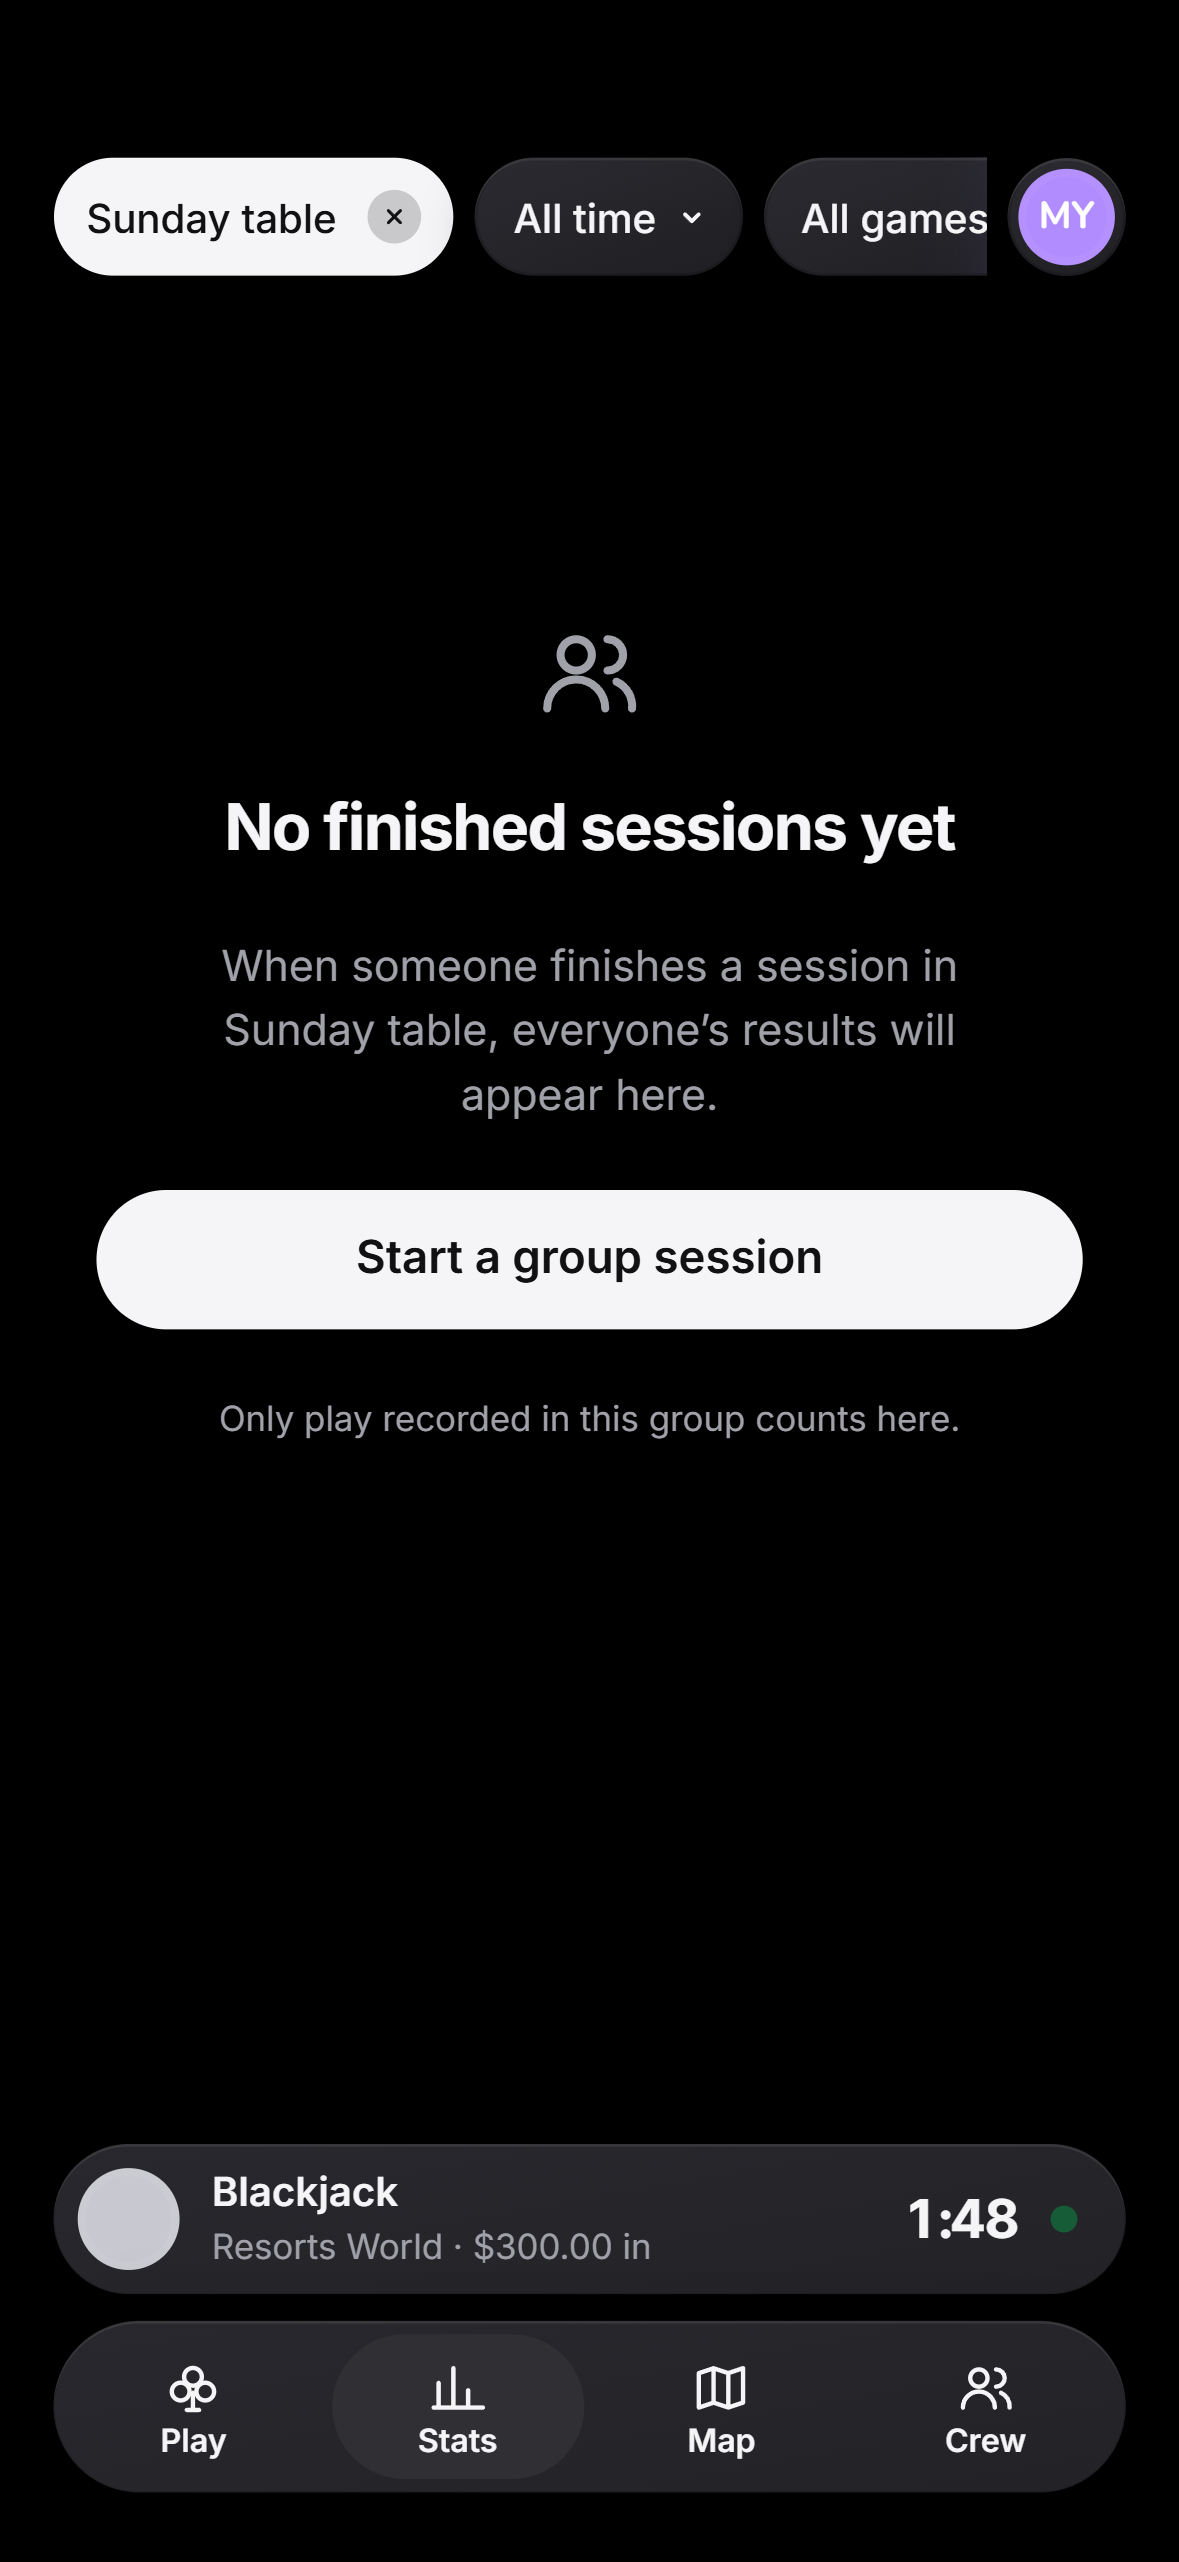 Sunday table
All time
All games
MY
No finished sessions yet
When someone finishes a session in
Sunday table, everyone’s results will
appear here.
Start a group session
Only play recorded in this group counts here.
Blackjack
Resorts World · $300.00 in
1:48
Play
Stats
Map
Crew